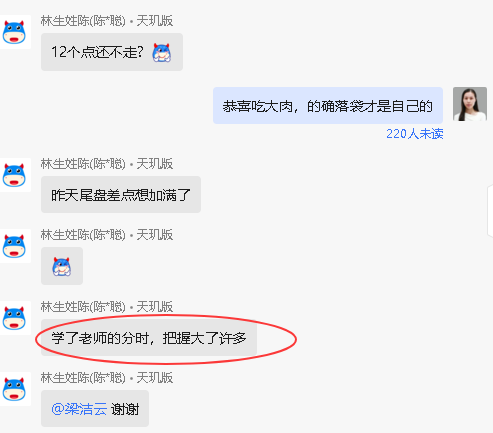 林生姓陈(陈*聪)·天玑版
12个点还不走?
恭喜吃大肉，的确落袋才是自己的
220人未读
林生姓陈(陈*聪)·天玑版
昨天尾盘差点想加满了
林生姓陈(陈*聪)·天玑版
林生姓陈(陈*聪)·天玑版
学了老师的分时，把握大了许多
林生姓陈(陈*聪)·天玑版
@梁洁云 谢谢